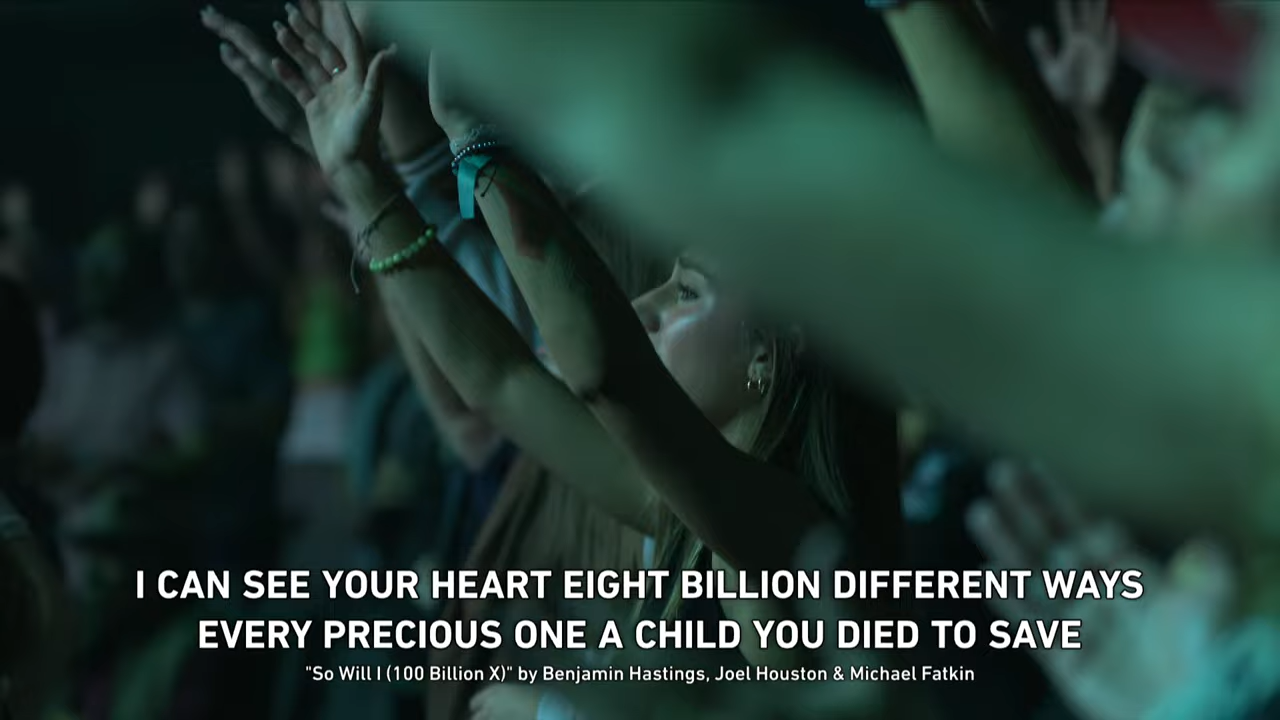 I CAN SEE YOUR HEART EIGHT BILLION DIFFERENT WAYS
EVERY PRECIOUS ONE A CHILD YOU DIED TO SAVE
"So Will I (100 Billion X)" by Benjamin Hastings, Joel Houston & Michael Fatkin